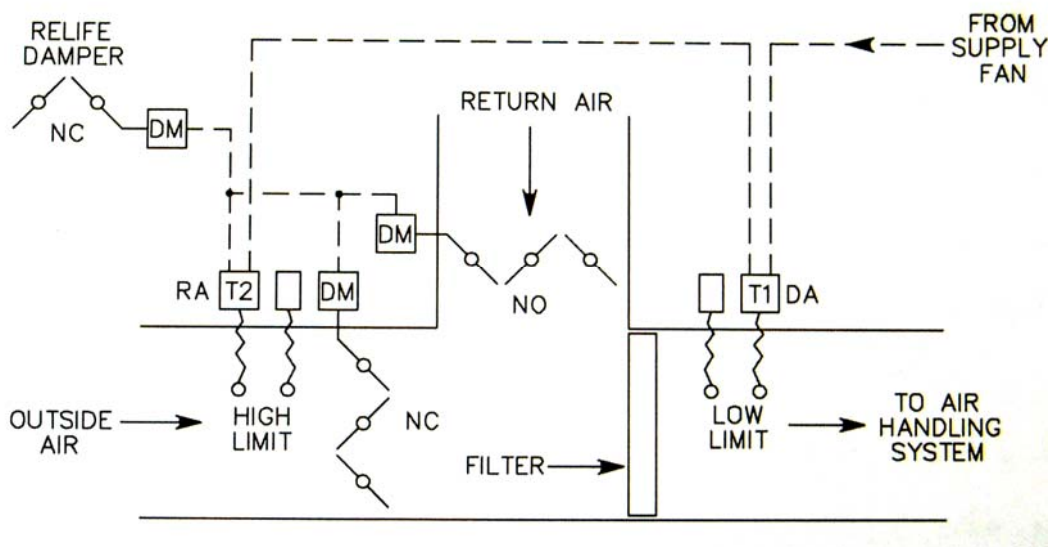 RELIFE
DAMPER
FROM
SUPPLY
FAN
RETURN AIR
NC
DM
DM
RA
T2
DM
NO
T1
DA
OUTSIDE
AIR
HIGH
LIMIT
NC
FILTER
LOW
LIMIT
TO AIR
HANDLING
SYSTEM